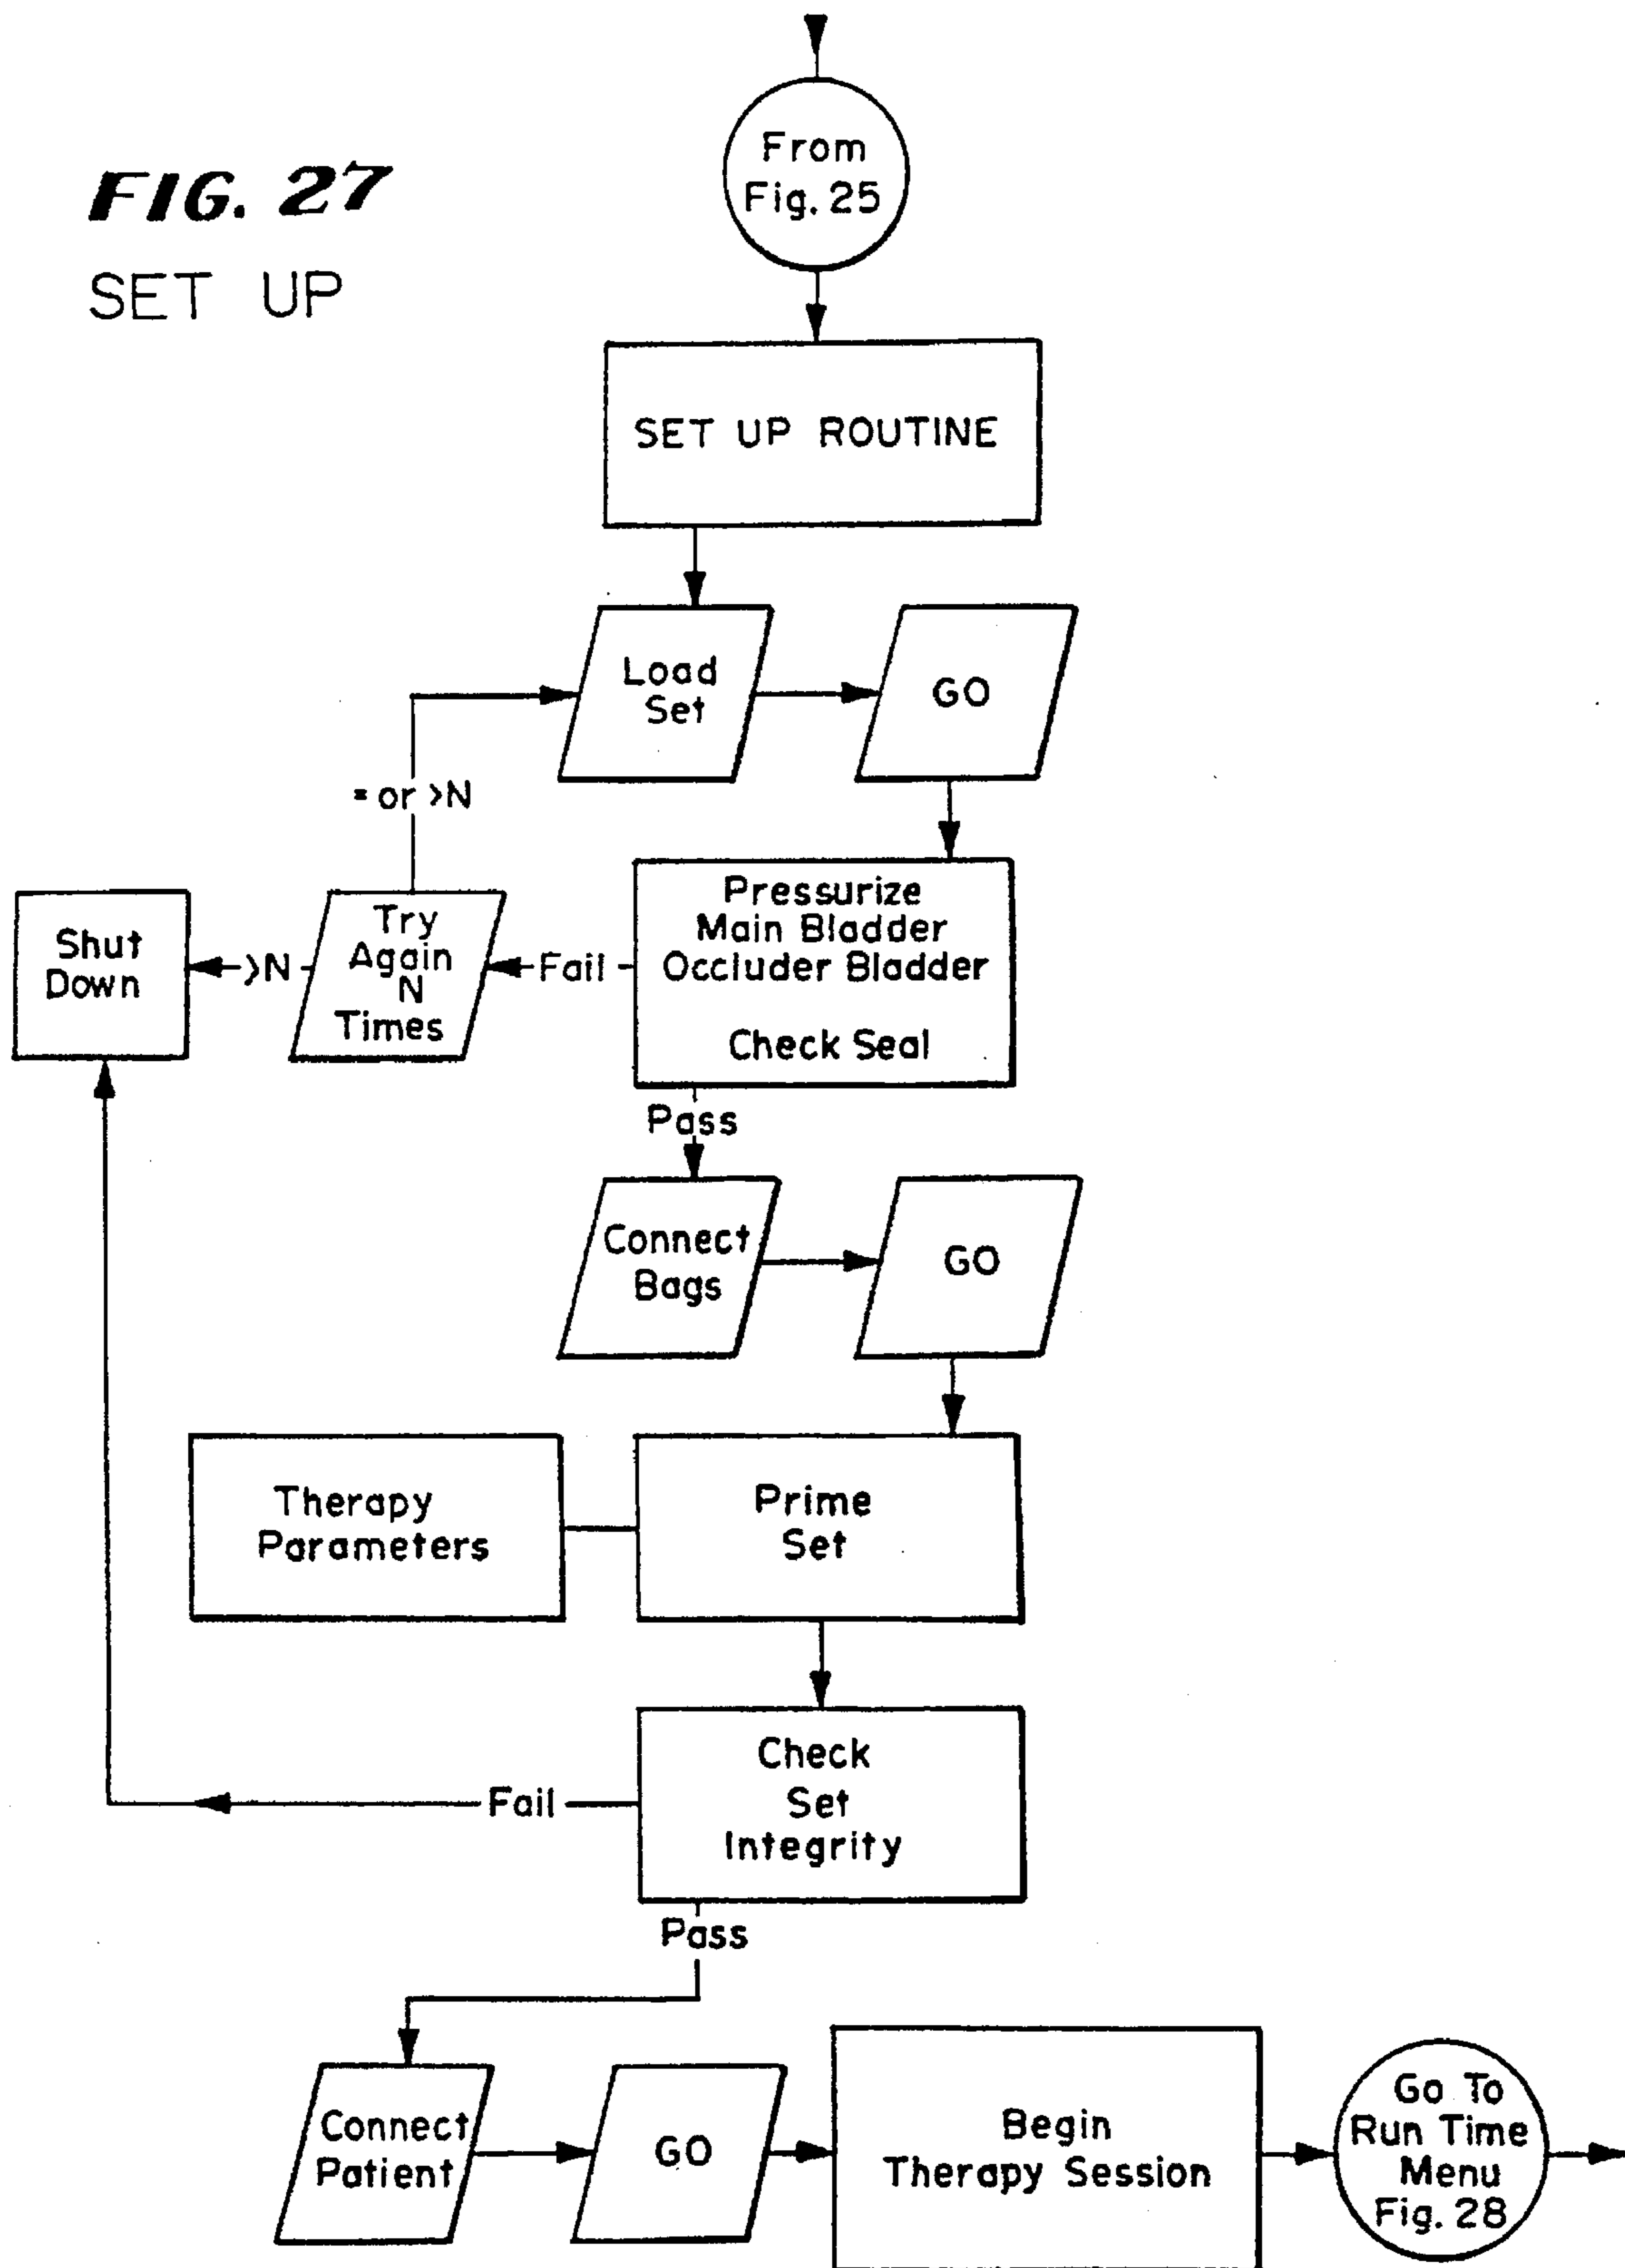 FIG. 27
SET UP
From
Fig. 25
SET UP ROUTINE
Load
Set
GO
= or >N
Pressurize
Main Bladder
Occluder Bladder
Check Seal
Fail
Try
Again
N
Times
>N
Shut
Down
Pass
Connect
Bags
GO
Therapy
Parameters
Prime
Set
Check
Set
Integrity
Fail
Pass
Connect
Patient
GO
Begin
Therapy Session
Go To
Run Time
Menu
Fig. 28